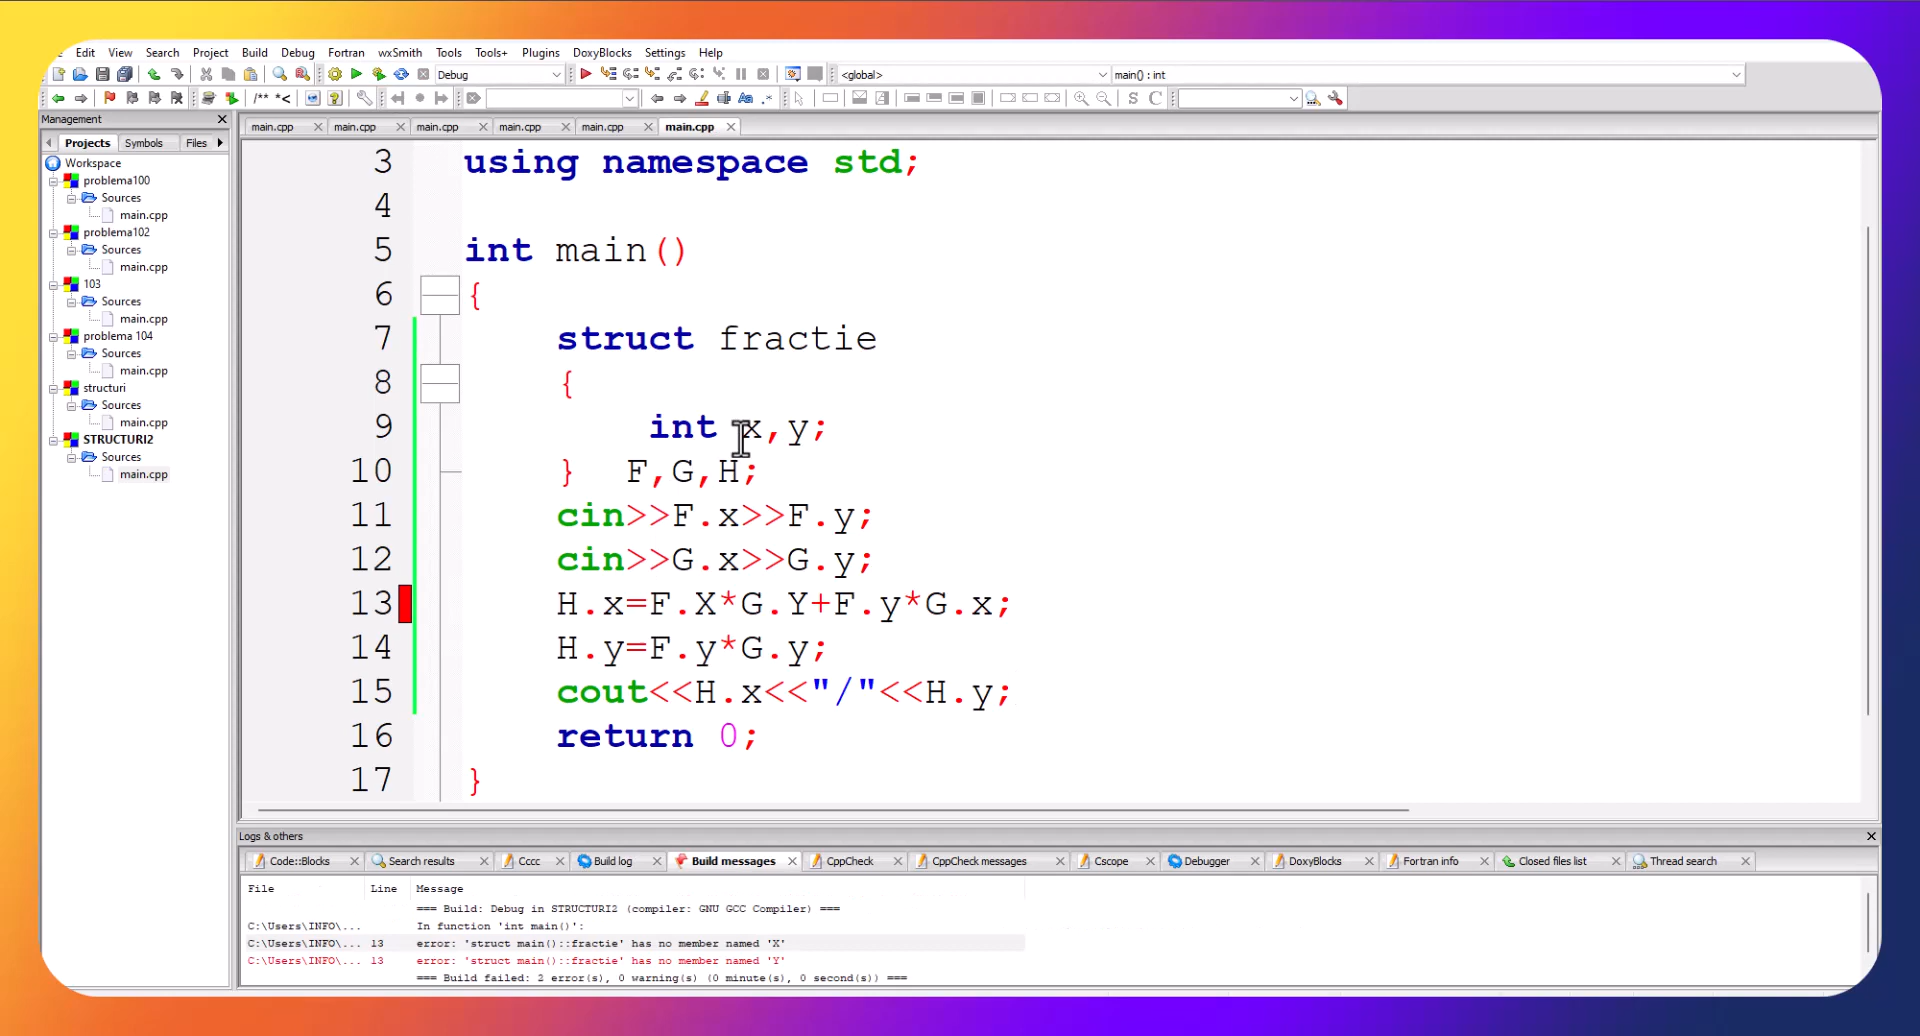 Edit View Search Project Build Debug Fortran wxSmith Tools Tools+ Plugins DoxyBlocks Settings Help
Debug <global> main() : int
/** *< Aa .* S C
Management
Projects Symbols Files
Workspace
problema100
Sources
main.cpp
problema102
Sources
main.cpp
103
Sources
main.cpp
problema 104
Sources
main.cpp
structuri
Sources
main.cpp
STRUCTURI2
Sources
main.cpp
main.cpp main.cpp main.cpp main.cpp main.cpp main.cpp
3 using namespace std;
4
5 int main()
6 {
7 struct fractie
8 {
9 int x,y;
10 } F,G,H;
11 cin>>F.x>>F.y;
12 cin>>G.x>>G.y;
13 H.x=F.X*G.Y+F.y*G.x;
14 H.y=F.y*G.y;
15 cout<<H.x<<"/"<<H.y;
16 return 0;
17 }
Logs & others
Code::Blocks Search results Cccc Build log Build messages CppCheck CppCheck messages Cscope Debugger DoxyBlocks Fortran info Closed files list Thread search
File Line Message
=== Build: Debug in STRUCTURI2 (compiler: GNU GCC Compiler) ===
C:\Users\INFO\... In function 'int main()':
C:\Users\INFO\... 13 error: 'struct main()::fractie' has no member named 'X'
C:\Users\INFO\... 13 error: 'struct main()::fractie' has no member named 'Y'
=== Build failed: 2 error(s), 0 warning(s) (0 minute(s), 0 second(s)) ===